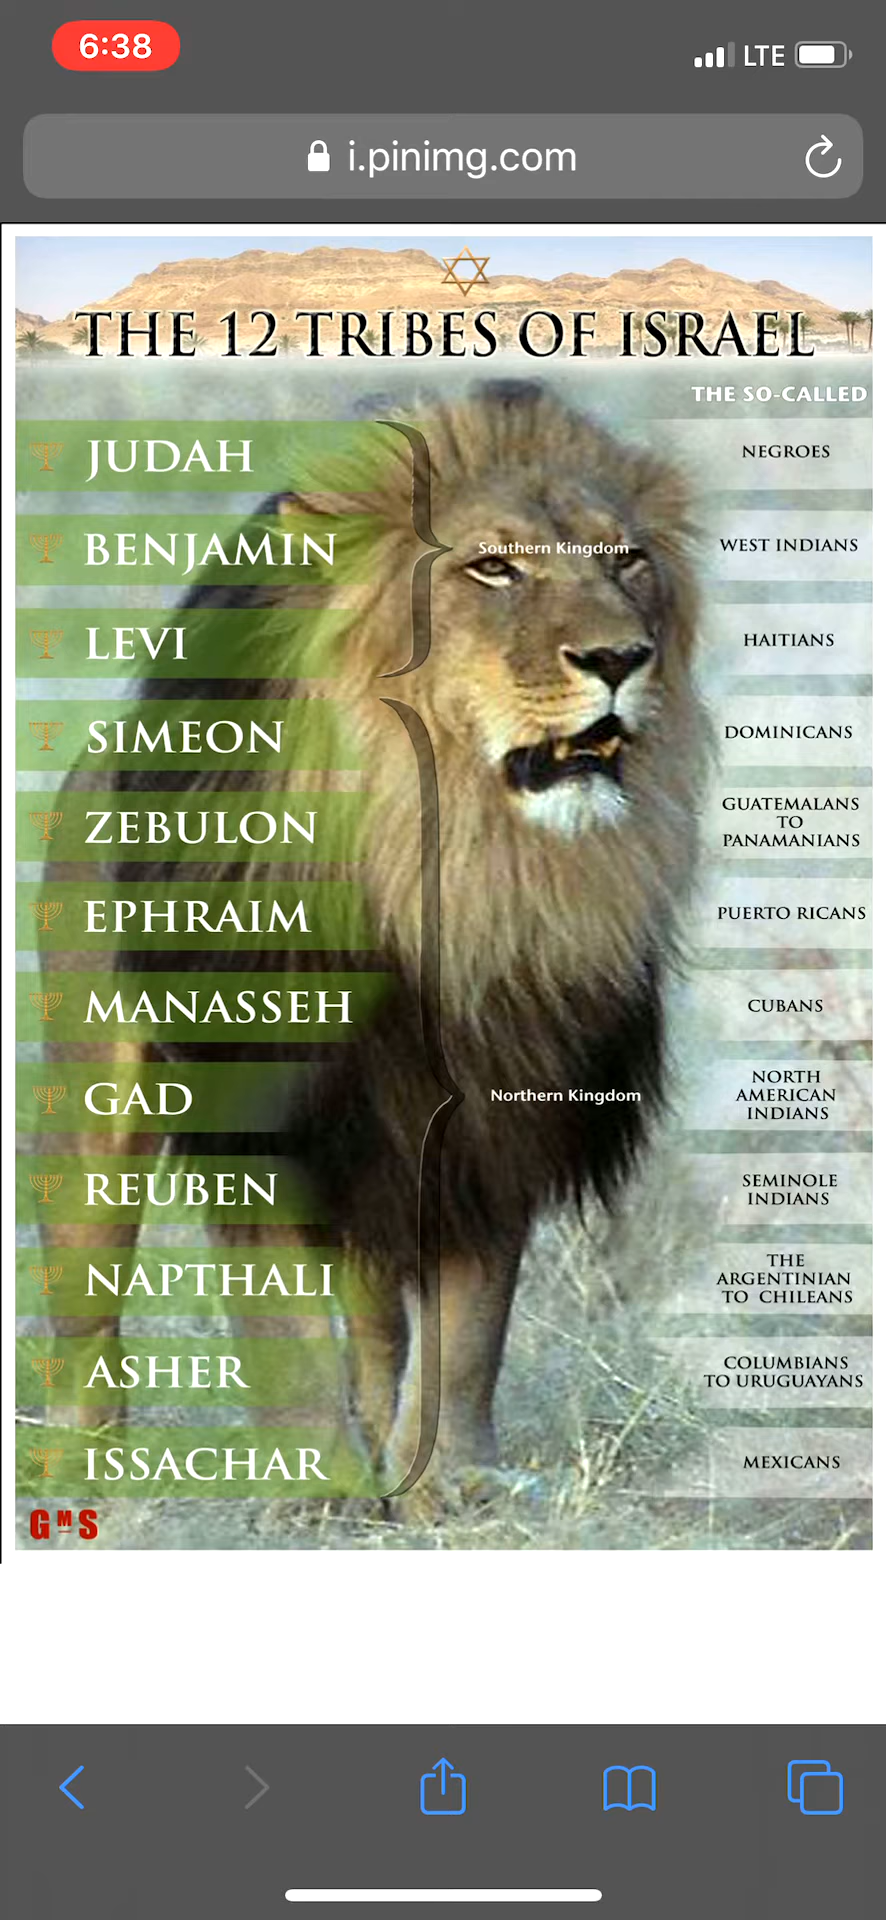 6:38
LTE
i.pinimg.com
THE 12 TRIBES OF ISRAEL
THE SO-CALLED
JUDAH
NEGROES
BENJAMIN
Southern Kingdom
WEST INDIANS
LEVI
HAITIANS
SIMEON
DOMINICANS
ZEBULON
GUATEMALANS
TO
PANAMANIANS
EPHRAIM
PUERTO RICANS
MANASSEH
CUBANS
GAD
Northern Kingdom
NORTH
AMERICAN
INDIANS
REUBEN
SEMINOLE
INDIANS
NAPTHALI
THE
ARGENTINIAN
TO CHILEANS
ASHER
COLUMBIANS
TO URUGUAYANS
ISSACHAR
MEXICANS
GMS